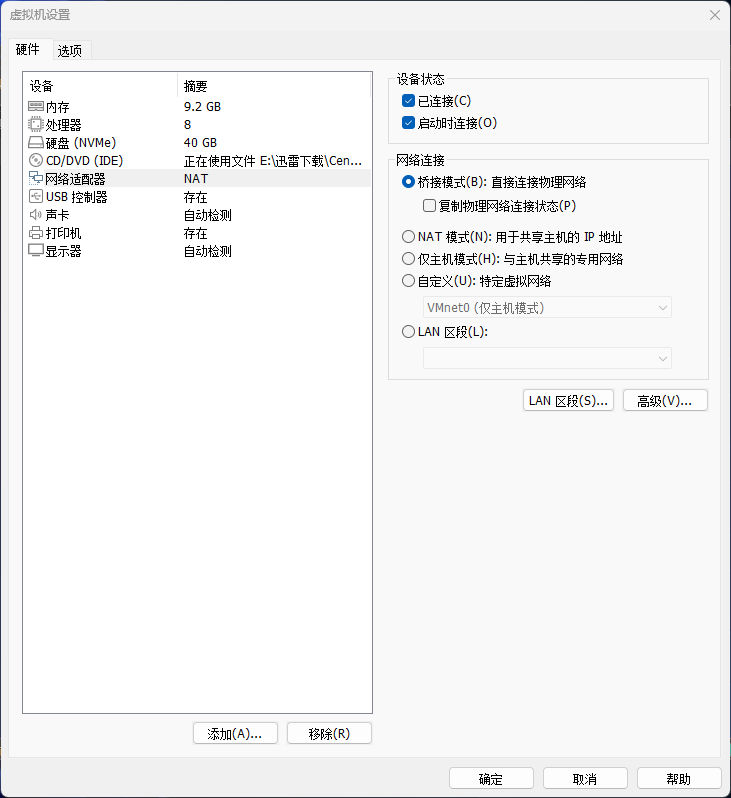 虚拟机设置
硬件 选项
设备 摘要
内存 9.2 GB
处理器 8
硬盘 (NVMe) 40 GB
CD/DVD (IDE) 正在使用文件 E:\迅雷下载\Cen...
网络适配器 NAT
USB 控制器 存在
声卡 自动检测
打印机 存在
显示器 自动检测
添加(A)... 移除(R)
设备状态
已连接(C)
启动时连接(O)
网络连接
桥接模式(B): 直接连接物理网络
复制物理网络连接状态(P)
NAT 模式(N): 用于共享主机的 IP 地址
仅主机模式(H): 与主机共享的专用网络
自定义(U): 特定虚拟网络
VMnet0 (仅主机模式)
LAN 区段(L):
LAN 区段(S)... 高级(V)...
确定 取消 帮助